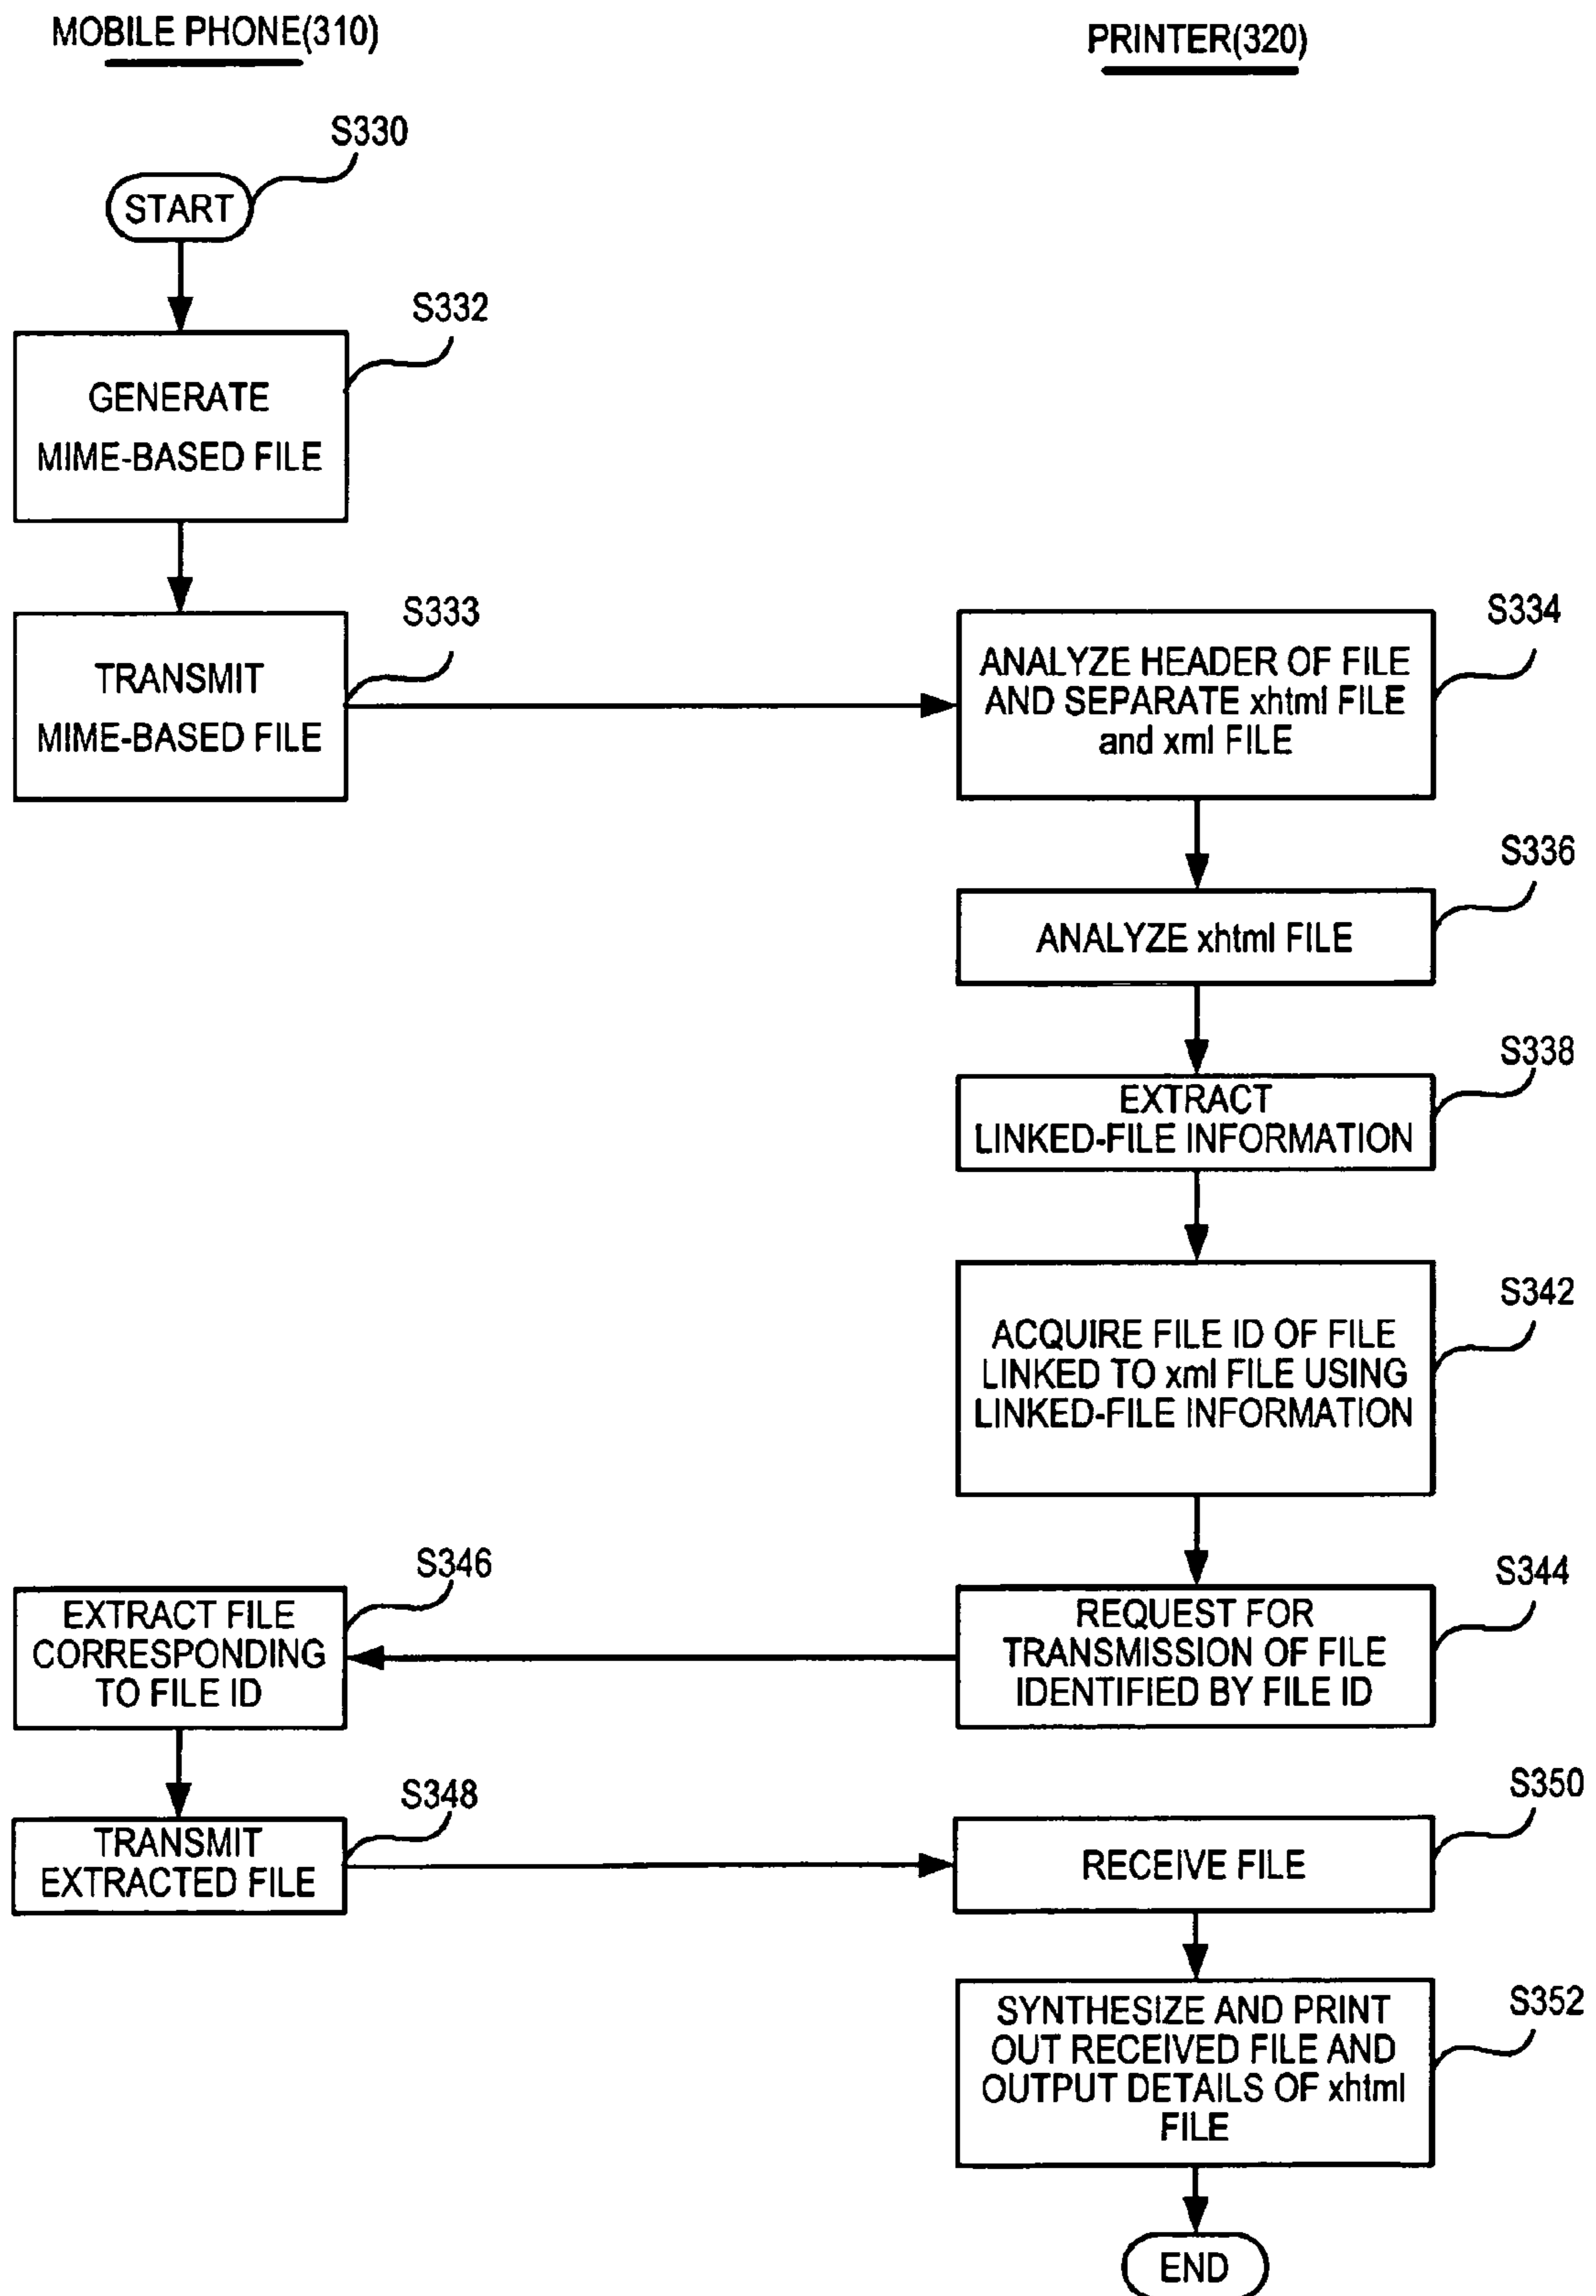 MOBILE PHONE(310)
PRINTER(320)
S330
START
S332
GENERATE
MIME-BASED FILE
S333
TRANSMIT
MIME-BASED FILE
S334
ANALYZE HEADER OF FILE
AND SEPARATE xhtml FILE
and xml FILE
S336
ANALYZE xhtml FILE
S338
EXTRACT
LINKED-FILE INFORMATION
S342
ACQUIRE FILE ID OF FILE
LINKED TO xml FILE USING
LINKED-FILE INFORMATION
S344
REQUEST FOR
TRANSMISSION OF FILE
IDENTIFIED BY FILE ID
S346
EXTRACT FILE
CORRESPONDING
TO FILE ID
S348
TRANSMIT
EXTRACTED FILE
S350
RECEIVE FILE
S352
SYNTHESIZE AND PRINT
OUT RECEIVED FILE AND
OUTPUT DETAILS OF xhtml
FILE
END